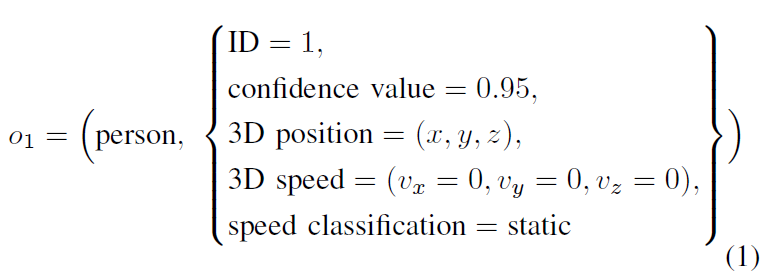 ID = 1,
confidence value = 0.95,
o₁ = (person, { 3D position = (x, y, z), })
3D speed = (vₓ = 0, v_y = 0, v_z = 0),
speed classification = static
(1)